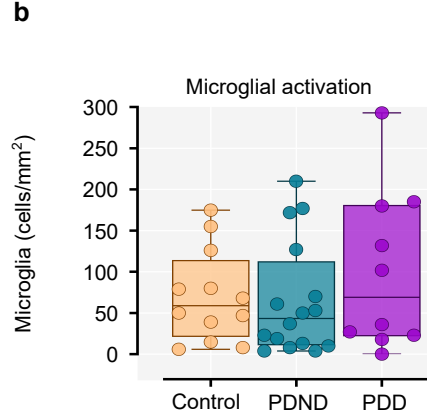 b
Microglial activation
Microglia (cells/mm²)
300
250
200
150
100
50
0
Control PDND PDD